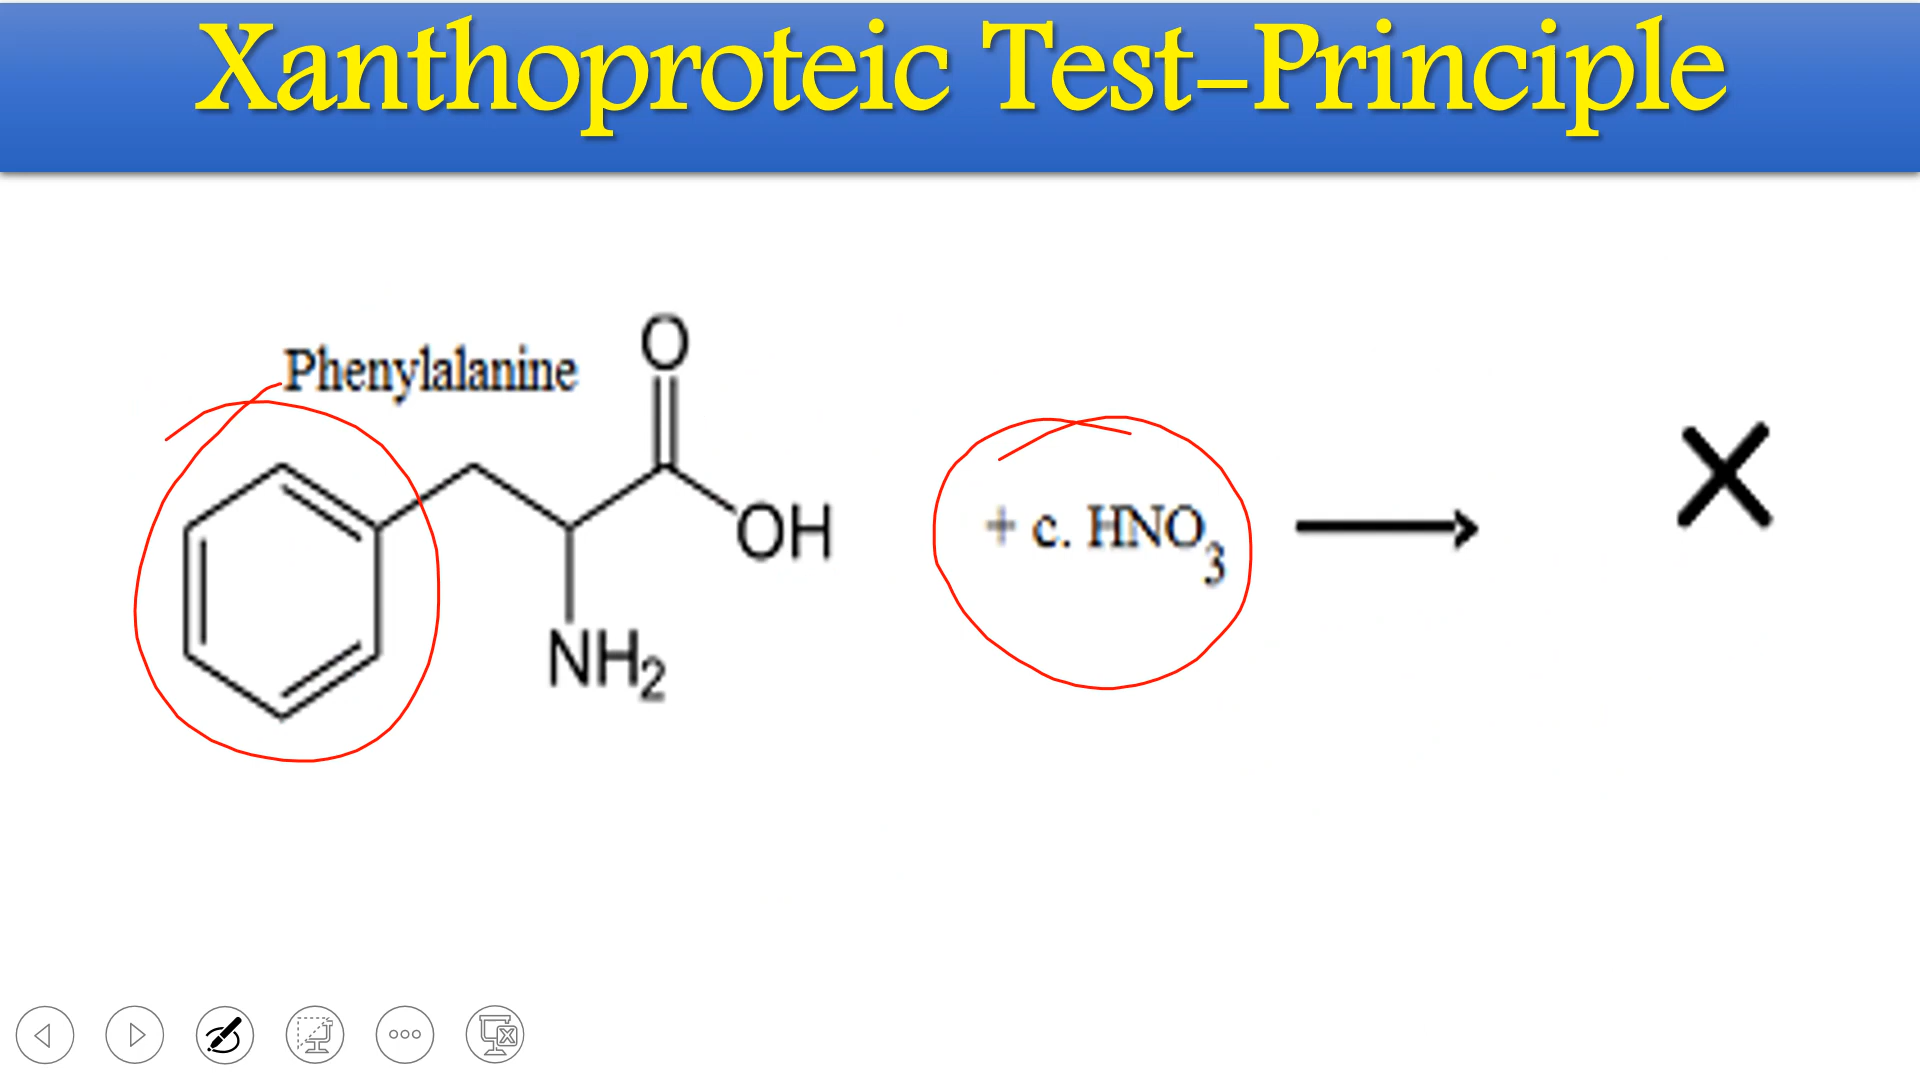 Xanthoproteic Test-Principle
Phenylalanine
O
OH
NH2
+ c. HNO3
X